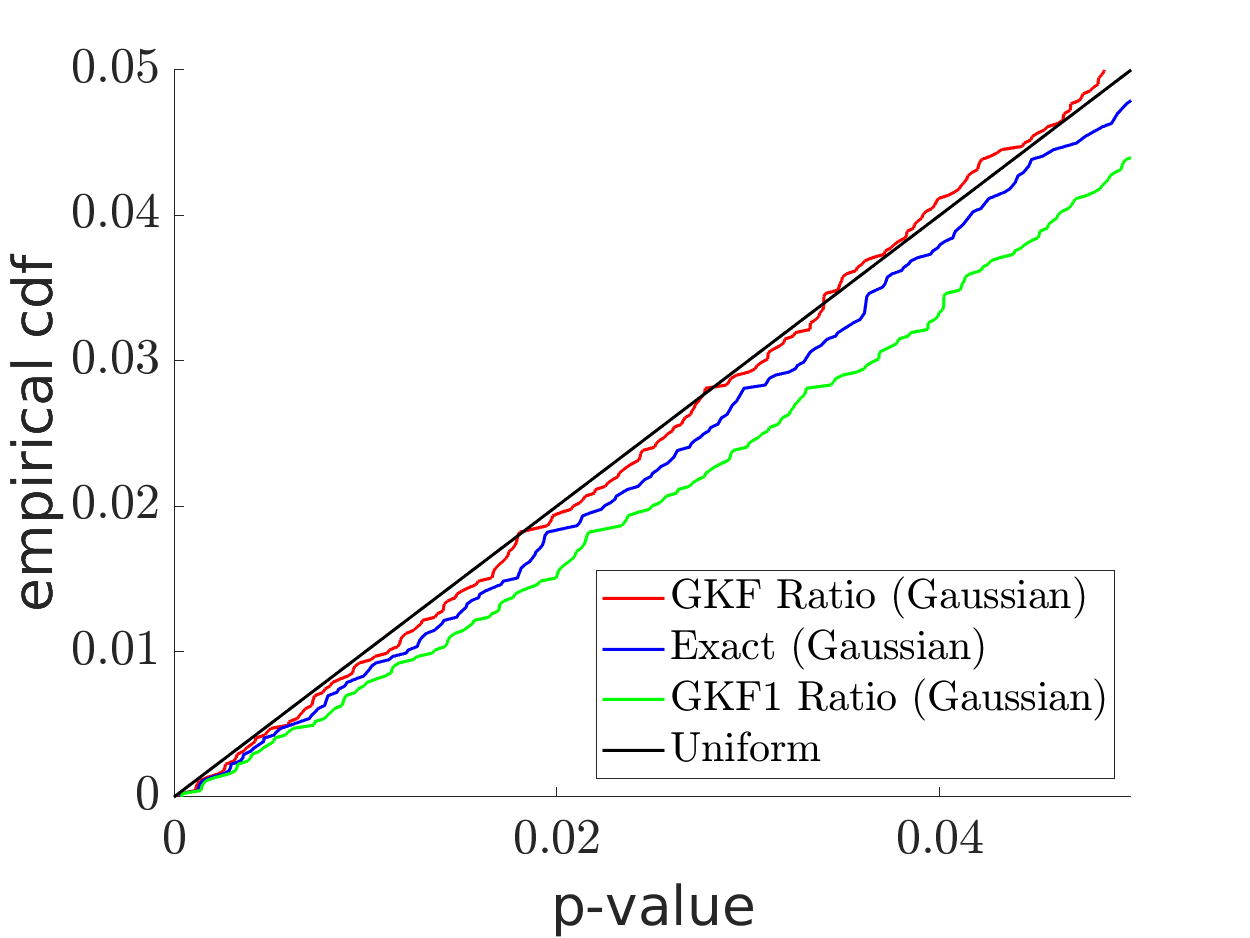 0.05
0.04
0.03
0.02
0.01
0
empirical cdf
GKF Ratio (Gaussian)
Exact (Gaussian)
GKF1 Ratio (Gaussian)
Uniform
0
0.02
0.04
p-value